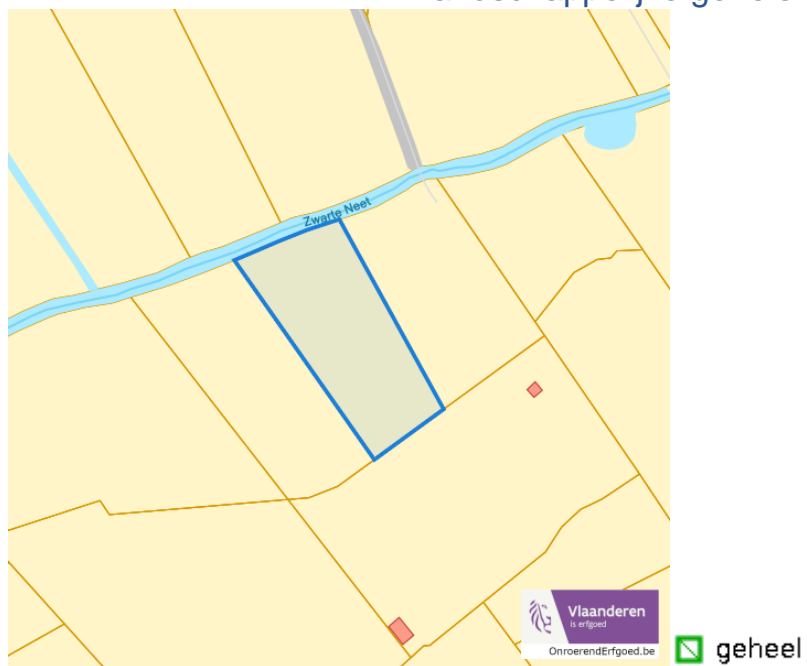 Zwarte Neet
Vlaanderen
is erfgoed
OnroerendErfgoed.be
geheel